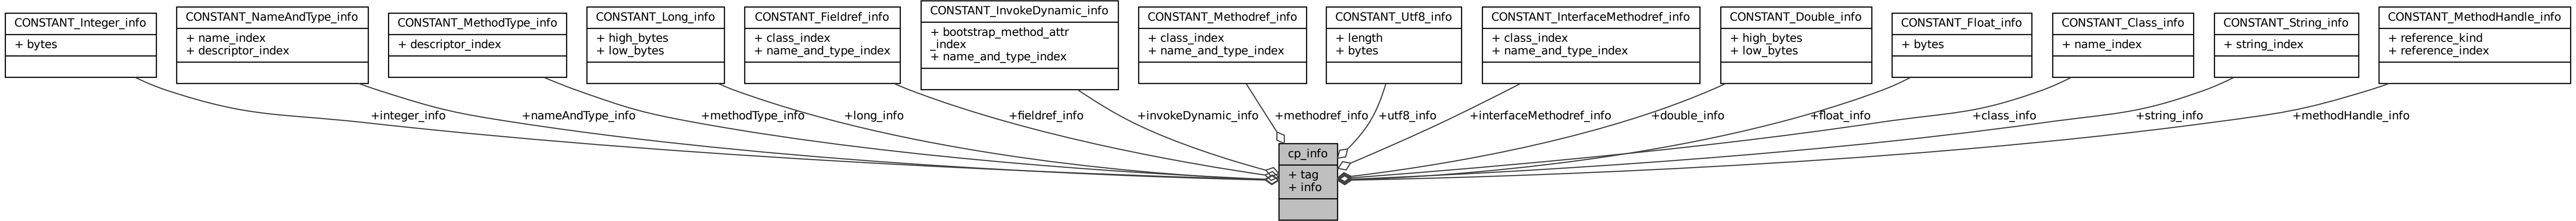 CONSTANT_Integer_info
+ bytes
CONSTANT_NameAndType_info
+ name_index
+ descriptor_index
CONSTANT_MethodType_info
+ descriptor_index
CONSTANT_Long_info
+ high_bytes
+ low_bytes
CONSTANT_Fieldref_info
+ class_index
+ name_and_type_index
CONSTANT_InvokeDynamic_info
+ bootstrap_method_attr
_index
+ name_and_type_index
CONSTANT_Methodref_info
+ class_index
+ name_and_type_index
CONSTANT_Utf8_info
+ length
+ bytes
CONSTANT_InterfaceMethodref_info
+ class_index
+ name_and_type_index
CONSTANT_Double_info
+ high_bytes
+ low_bytes
CONSTANT_Float_info
+ bytes
CONSTANT_Class_info
+ name_index
CONSTANT_String_info
+ string_index
CONSTANT_MethodHandle_info
+ reference_kind
+ reference_index
+integer_info
+nameAndType_info
+methodType_info
+long_info
+fieldref_info
+invokeDynamic_info
+methodref_info
+utf8_info
+interfaceMethodref_info
+double_info
+float_info
+class_info
+string_info
+methodHandle_info
cp_info
+ tag
+ info